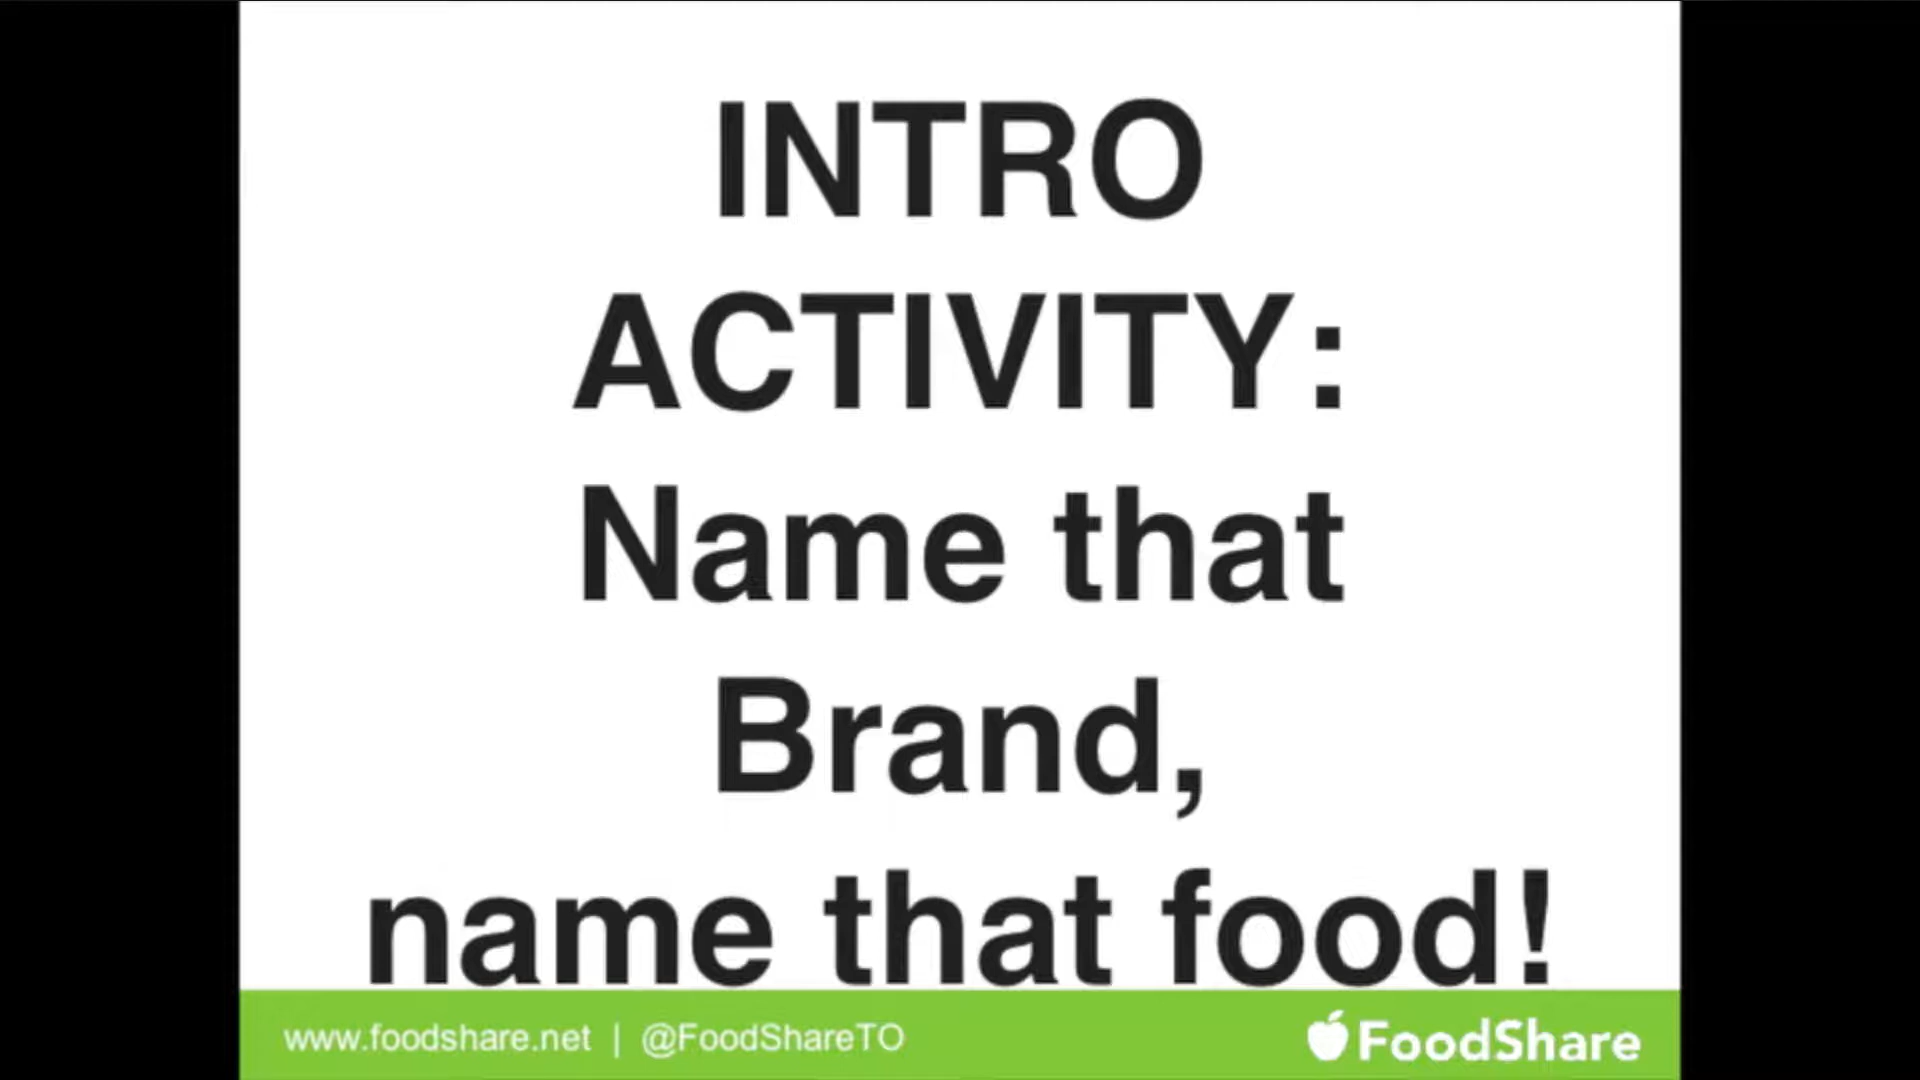 INTRO
ACTIVITY:
Name that
Brand,
name that food!
www.foodshare.net | @FoodShareTO
FoodShare